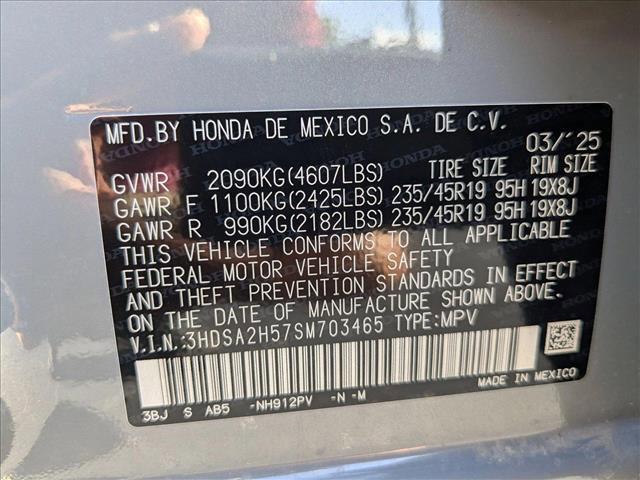 MFD.BY HONDA DE MEXICO S.A. DE C.V.
03/'25
GVWR 2090KG(4607LBS) TIRE SIZE RIM SIZE
GAWR F 1100KG(2425LBS) 235/45R19 95H 19X8J
GAWR R 990KG(2182LBS) 235/45R19 95H 19X8J
THIS VEHICLE CONFORMS TO ALL APPLICABLE
FEDERAL MOTOR VEHICLE SAFETY
AND THEFT PREVENTION STANDARDS IN EFFECT
ON THE DATE OF MANUFACTURE SHOWN ABOVE.
V.I.N.:3HDSA2H57SM703465 TYPE:MPV
MADE IN MEXICO
3BJ S AB5 -NH912PV -N -M